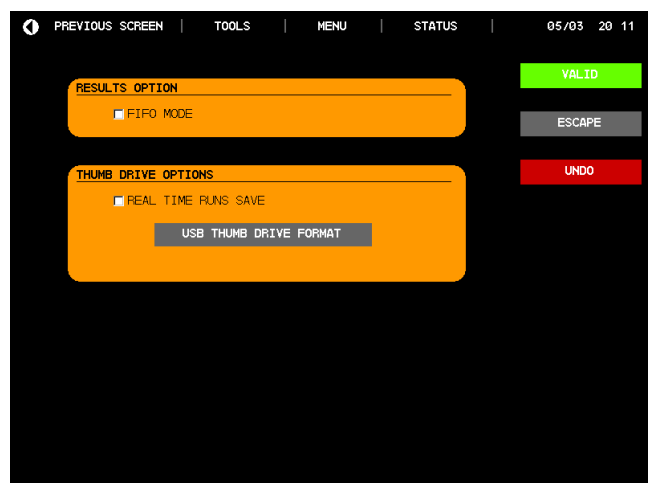 PREVIOUS SCREEN | TOOLS | MENU | STATUS | 05/03 20 11
VALID
RESULTS OPTION
FIFO MODE
ESCAPE
THUMB DRIVE OPTIONS
UNDO
REAL TIME RUNS SAVE
USB THUMB DRIVE FORMAT